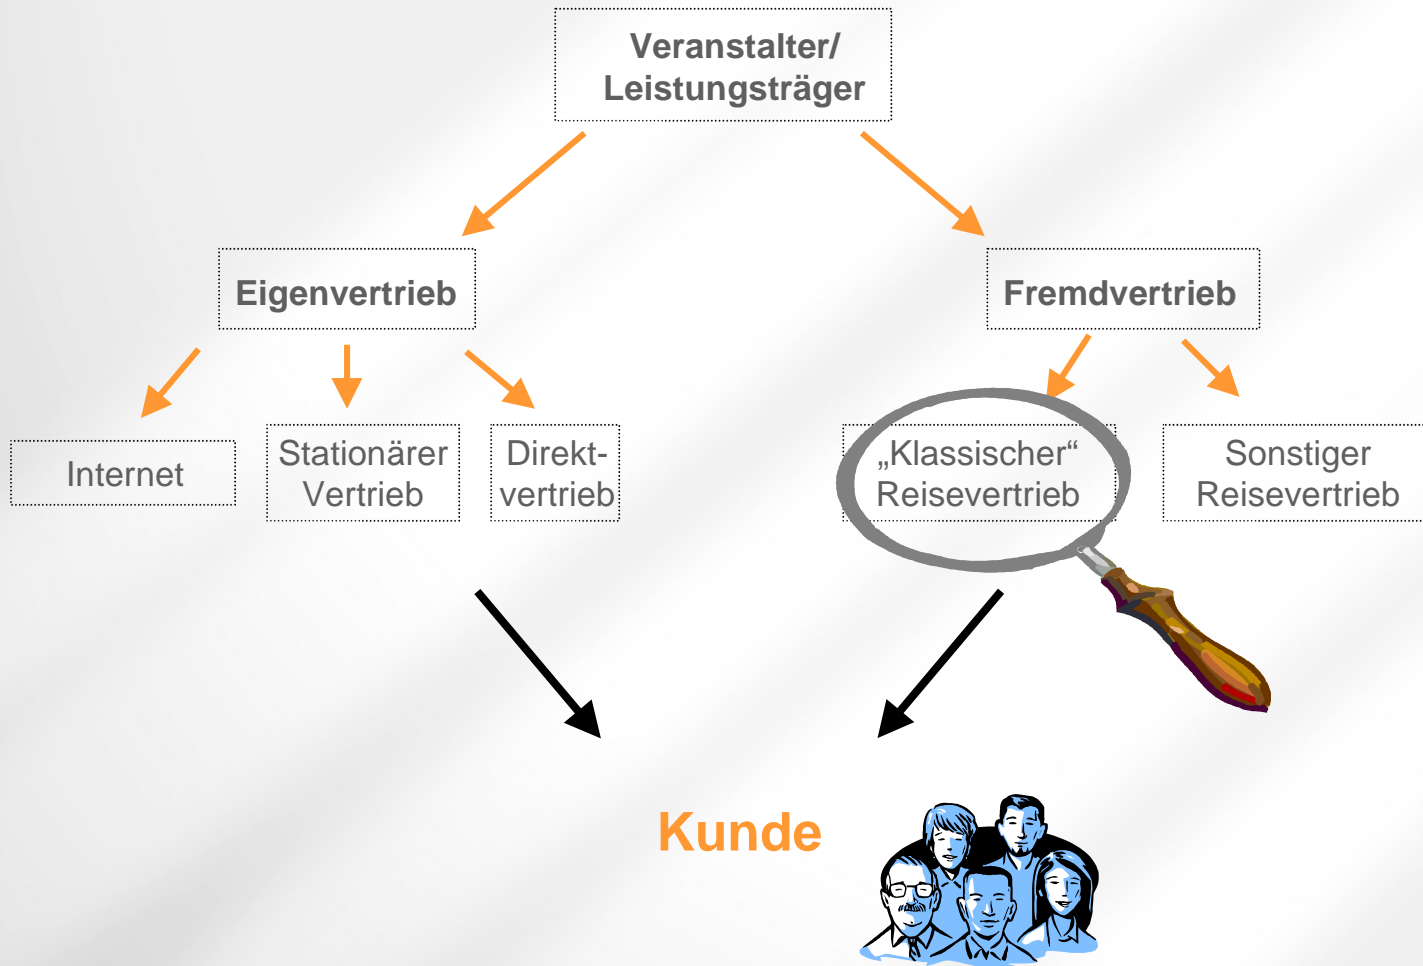 Veranstalter/
Leistungsträger
Eigenvertrieb
Fremdvertrieb
Internet
Stationärer
Vertrieb
Direkt-
vertrieb
„Klassischer“
Reisevertrieb
Sonstiger
Reisevertrieb
Kunde